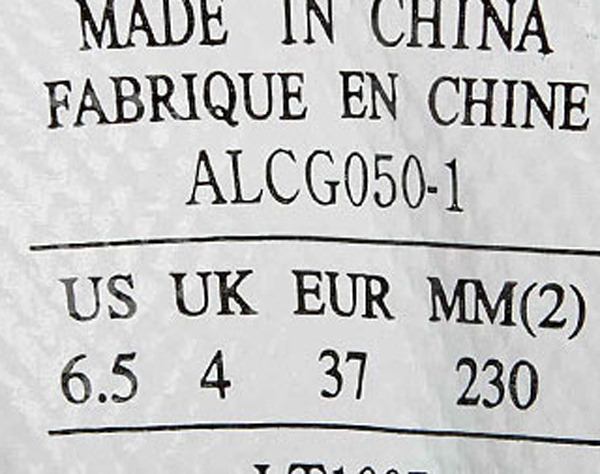 MADE IN CHINA
FABRIQUE EN CHINE
ALCG050-1
US UK EUR MM(2)
6.5 4 37 230